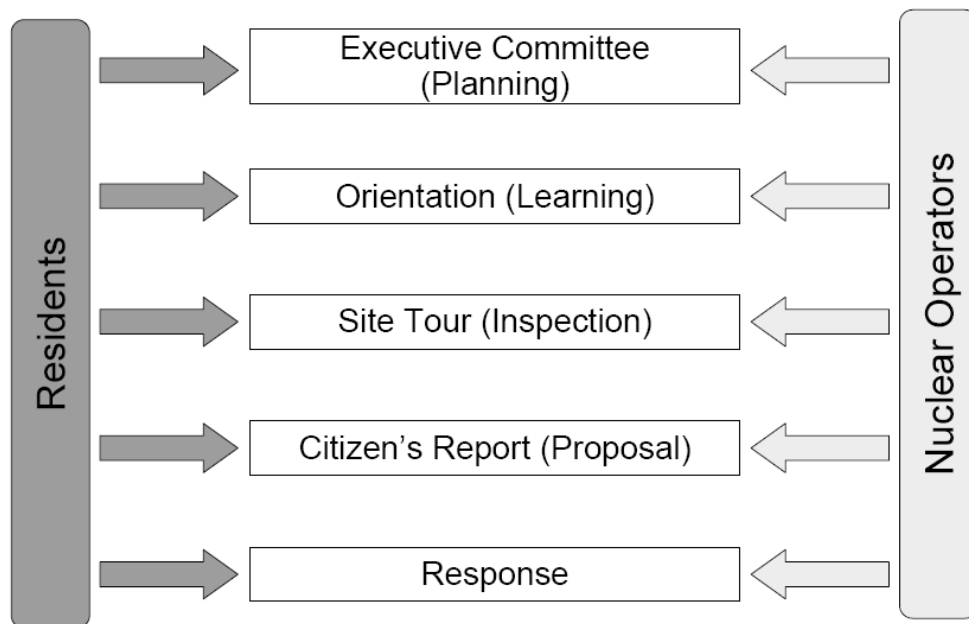 Residents
Executive Committee
(Planning)
Orientation (Learning)
Site Tour (Inspection)
Citizen’s Report (Proposal)
Response
Nuclear Operators